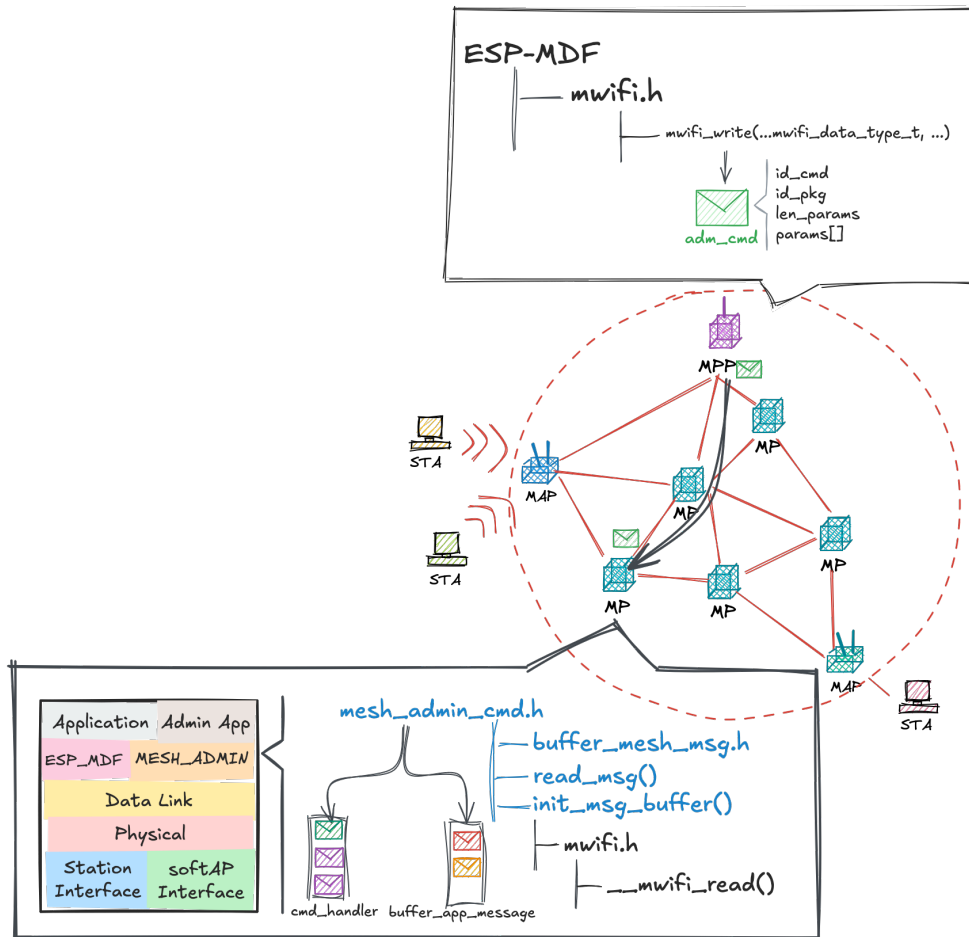 ESP-MDF
mwifi.h
mwifi_write(...mwifi_data_type_t, ...)
id_cmd
id_pkg
len_params
params[]
adm_cmd
MPP
MP
STA
MAP
MP
STA
MP
MP
MP
MAP
STA
Application
Admin App
ESP_MDF
MESH_ADMIN
Data Link
Physical
Station
Interface
softAP
Interface
mesh_admin_cmd.h
buffer_mesh_msg.h
read_msg()
init_msg_buffer()
mwifi.h
__mwifi_read()
cmd_handler
buffer_app_message